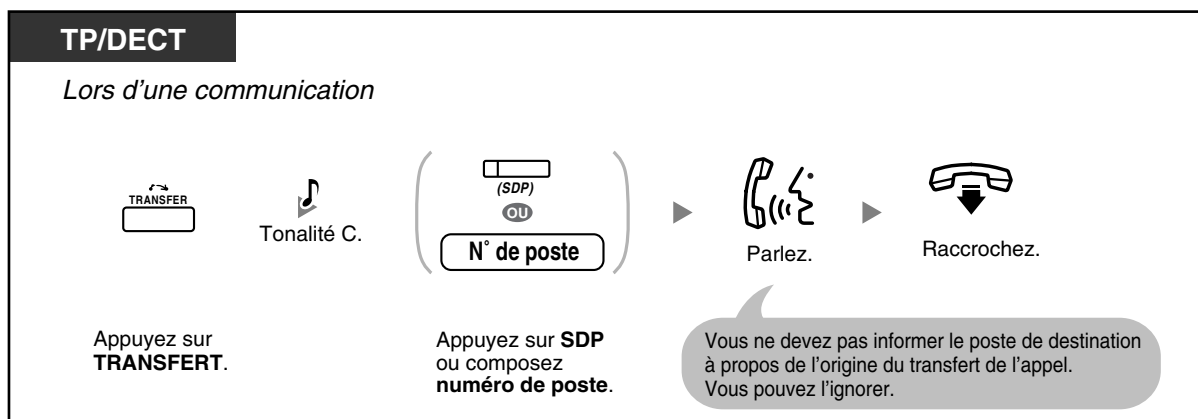 TP/DECT
Lors d'une communication
TRANSFER
Tonalité C.
(SDP)
OU
N° de poste
Parlez.
Raccrochez.
Appuyez sur
TRANSFERT.
Appuyez sur SDP
ou composez
numéro de poste.
Vous ne devez pas informer le poste de destination
à propos de l'origine du transfert de l'appel.
Vous pouvez l'ignorer.